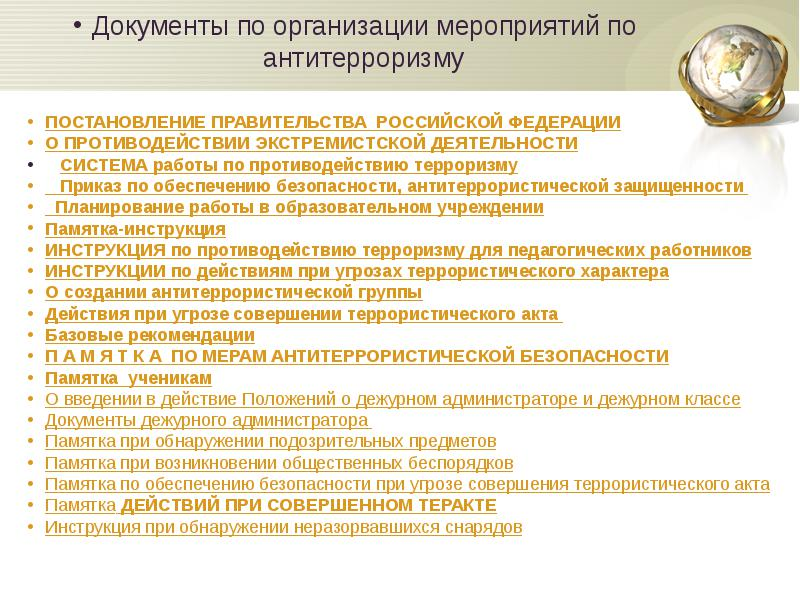 • Документы по организации мероприятий по
антитерроризму
• ПОСТАНОВЛЕНИЕ ПРАВИТЕЛЬСТВА РОССИЙСКОЙ ФЕДЕРАЦИИ
• О ПРОТИВОДЕЙСТВИИ ЭКСТРЕМИСТСКОЙ ДЕЯТЕЛЬНОСТИ
• СИСТЕМА работы по противодействию терроризму
• Приказ по обеспечению безопасности, антитеррористической защищенности
• Планирование работы в образовательном учреждении
• Памятка-инструкция
• ИНСТРУКЦИЯ по противодействию терроризму для педагогических работников
• ИНСТРУКЦИИ по действиям при угрозах террористического характера
• О создании антитеррористической группы
• Действия при угрозе совершении террористического акта
• Базовые рекомендации
• П А М Я Т К А ПО МЕРАМ АНТИТЕРРОРИСТИЧЕСКОЙ БЕЗОПАСНОСТИ
• Памятка ученикам
• О введении в действие Положений о дежурном администраторе и дежурном классе
• Документы дежурного администратора
• Памятка при обнаружении подозрительных предметов
• Памятка при возникновении общественных беспорядков
• Памятка по обеспечению безопасности при угрозе совершения террористического акта
• Памятка ДЕЙСТВИЙ ПРИ СОВЕРШЕННОМ ТЕРАКТЕ
• Инструкция при обнаружении неразорвавшихся снарядов